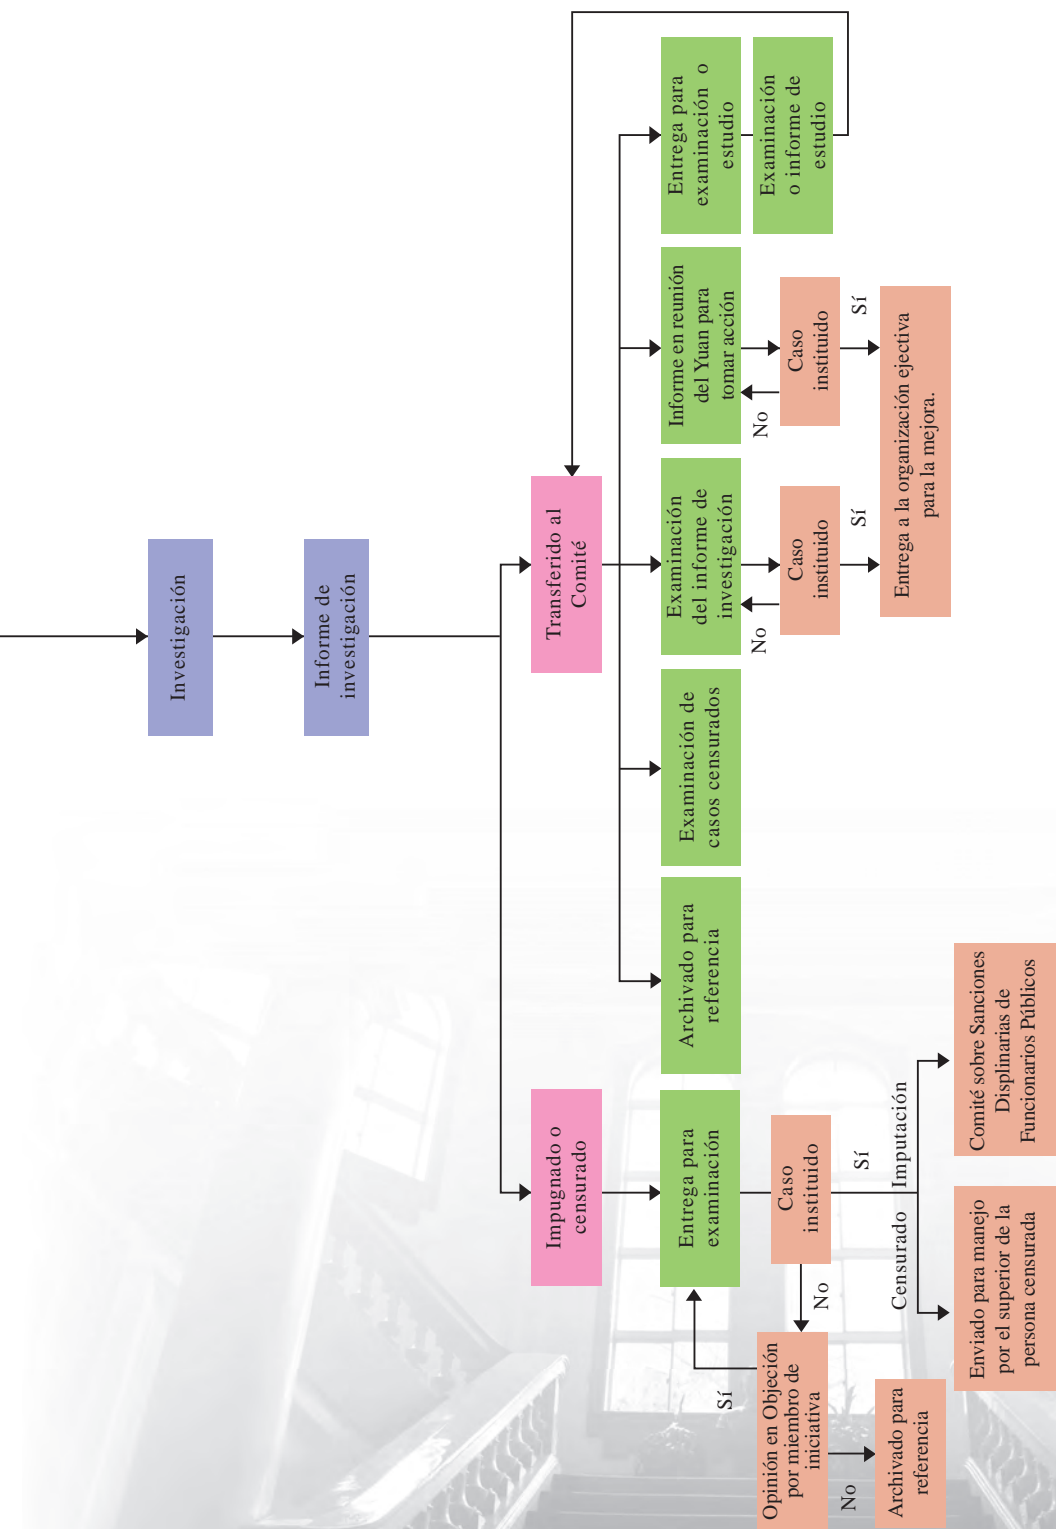 Investigación
Informe de
investigación
Impugnado o
censurado
Transferido al
Comité
Entrega para
examinación
Archivado para
referencia
Examinación de
casos censurados
Examinación
del informe de
investigación
Informe en reunión
del Yuan para
tomar acción
Entrega para
examinación o
estudio
Examinación
o informe de
estudio
Sí
No
Caso
instituido
Sí
No
Caso
instituido
Sí
No
Caso
instituido
Sí
Opinión en Objeción
por miembro de
iniciativa
No
Archivado para
referencia
Censurado
Imputación
Enviado para manejo
por el superior de la
persona censurada
Comité sobre Sanciones
Displinarias de
Funcionarios Públicos
Entrega a la organización ejectiva
para la mejora.